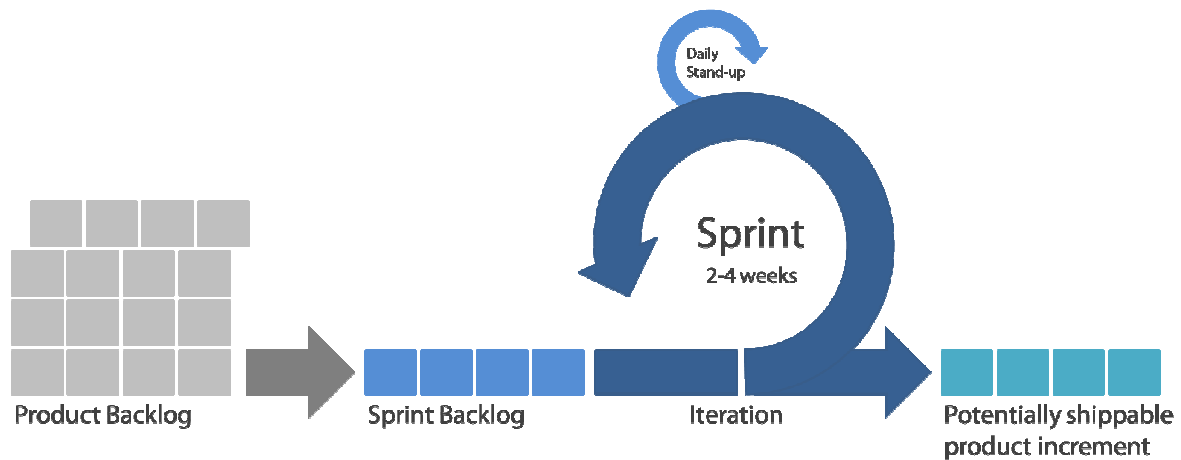 Daily
Stand-up
Sprint
2-4 weeks
Product Backlog
Sprint Backlog
Iteration
Potentially shippable
product increment